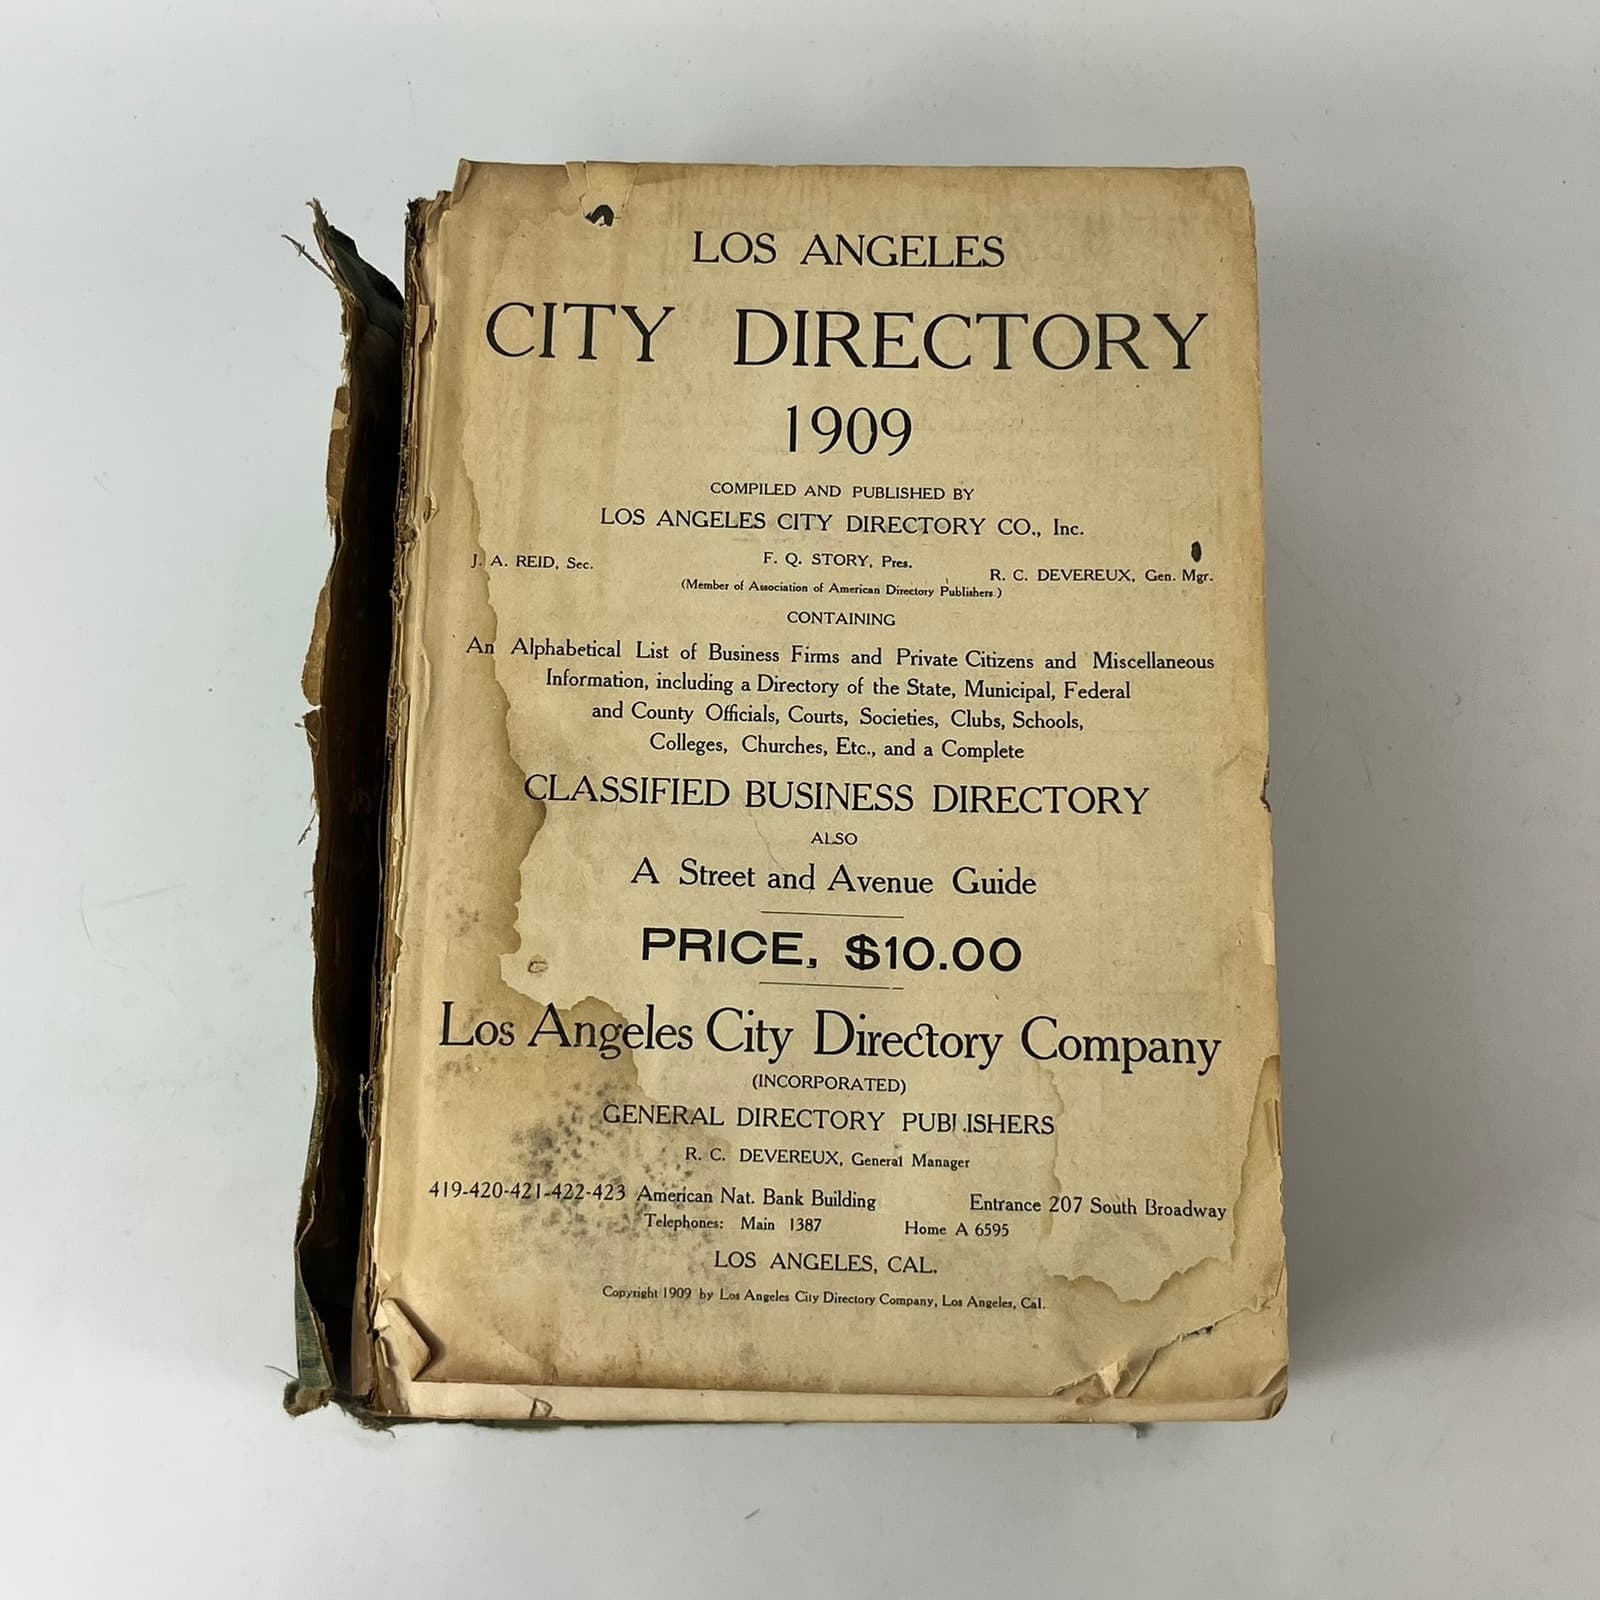 LOS ANGELES
CITY DIRECTORY
1909
COMPILED AND PUBLISHED BY
LOS ANGELES CITY DIRECTORY CO., Inc.
J. A. REID, Sec. F. Q. STORY, Pres. R. C. DEVEREUX, Gen. Mgr.
(Member of Association of American Directory Publishers.)
CONTAINING
An Alphabetical List of Business Firms and Private Citizens and Miscellaneous
Information, including a Directory of the State, Municipal, Federal
and County Officials, Courts, Societies, Clubs, Schools,
Colleges, Churches, Etc., and a Complete
CLASSIFIED BUSINESS DIRECTORY
ALSO
A Street and Avenue Guide
PRICE, $10.00
Los Angeles City Directory Company
(INCORPORATED)
GENERAL DIRECTORY PUBLISHERS
R. C. DEVEREUX, General Manager
419-420-421-422-423 American Nat. Bank Building Entrance 207 South Broadway
Telephones: Main 1387 Home A 6595
LOS ANGELES, CAL.
Copyright 1909 by Los Angeles City Directory Company, Los Angeles, Cal.